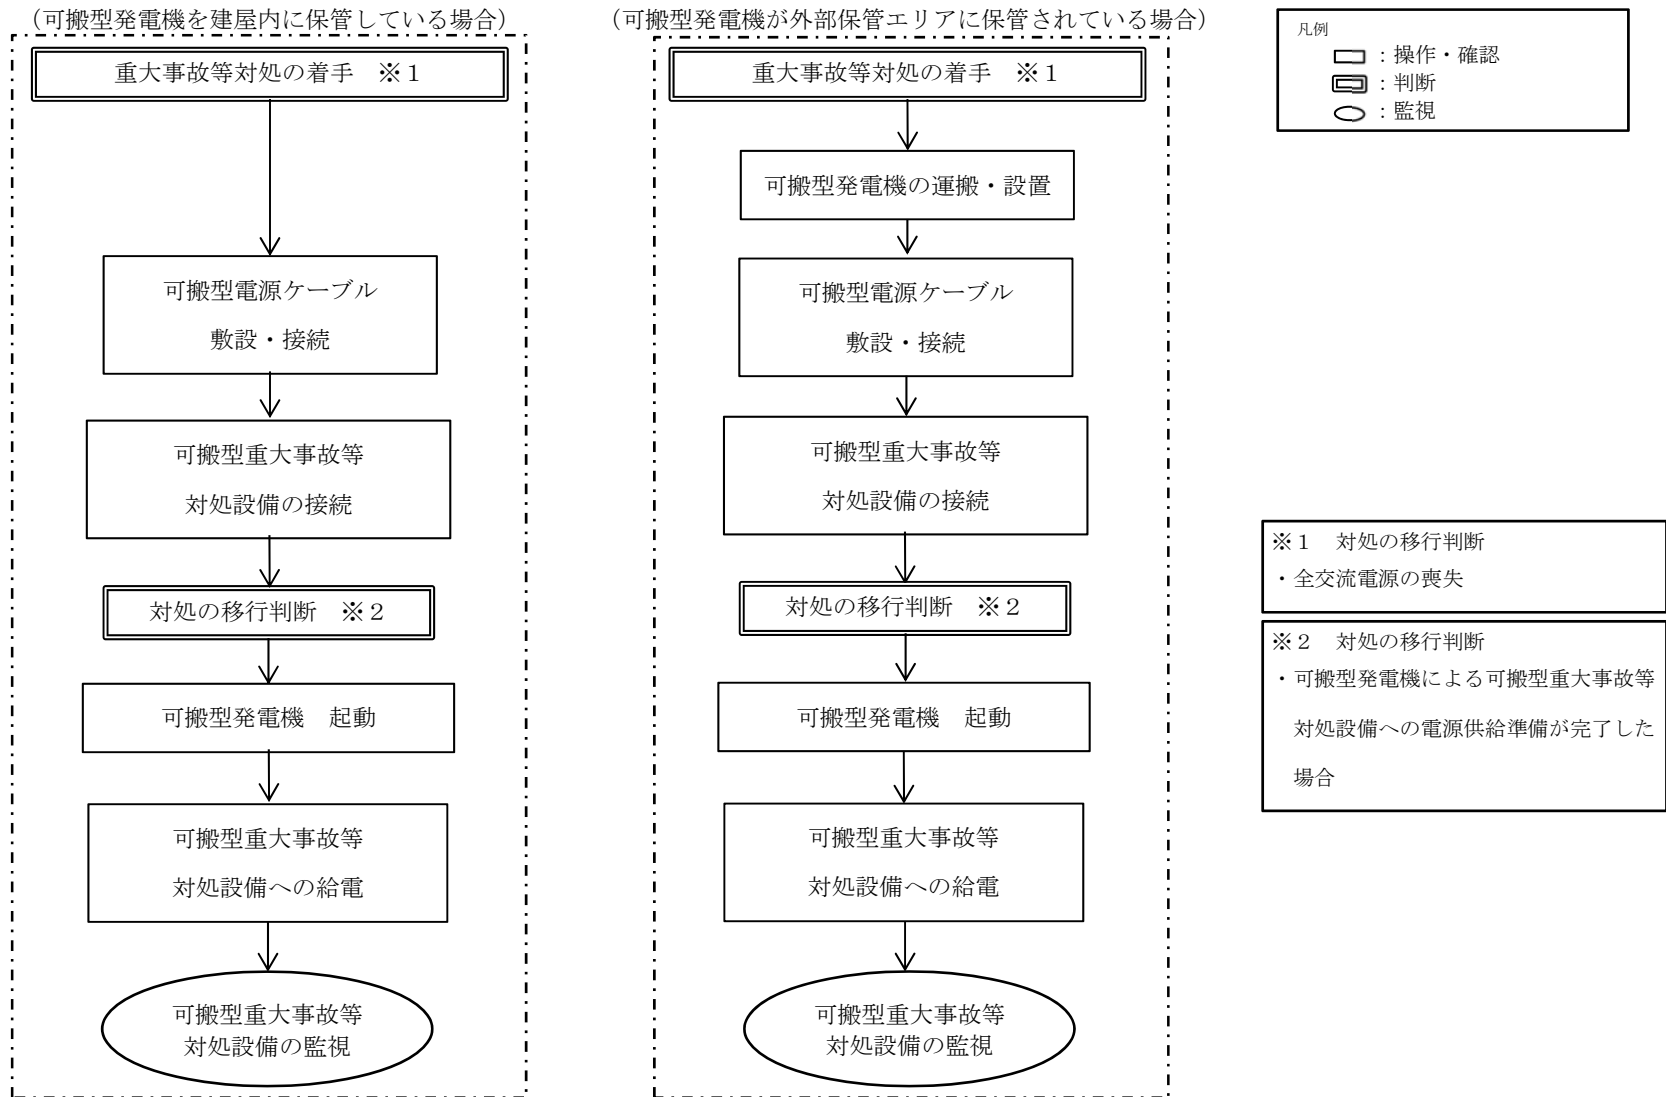 （可搬型発電機を建屋内に保管している場合）
重大事故等対処の着手　※１
可搬型電源ケーブル
敷設・接続
可搬型重大事故等
対処設備の接続
対処の移行判断　※２
可搬型発電機　起動
可搬型重大事故等
対処設備への給電
可搬型重大事故等
対処設備の監視
（可搬型発電機が外部保管エリアに保管されている場合）
重大事故等対処の着手　※１
可搬型発電機の運搬・設置
可搬型電源ケーブル
敷設・接続
可搬型重大事故等
対処設備の接続
対処の移行判断　※２
可搬型発電機　起動
可搬型重大事故等
対処設備への給電
可搬型重大事故等
対処設備の監視
凡例
：操作・確認
：判断
：監視
※１　対処の移行判断
・全交流電源の喪失
※２　対処の移行判断
・可搬型発電機による可搬型重大事故等
対処設備への電源供給準備が完了した
場合